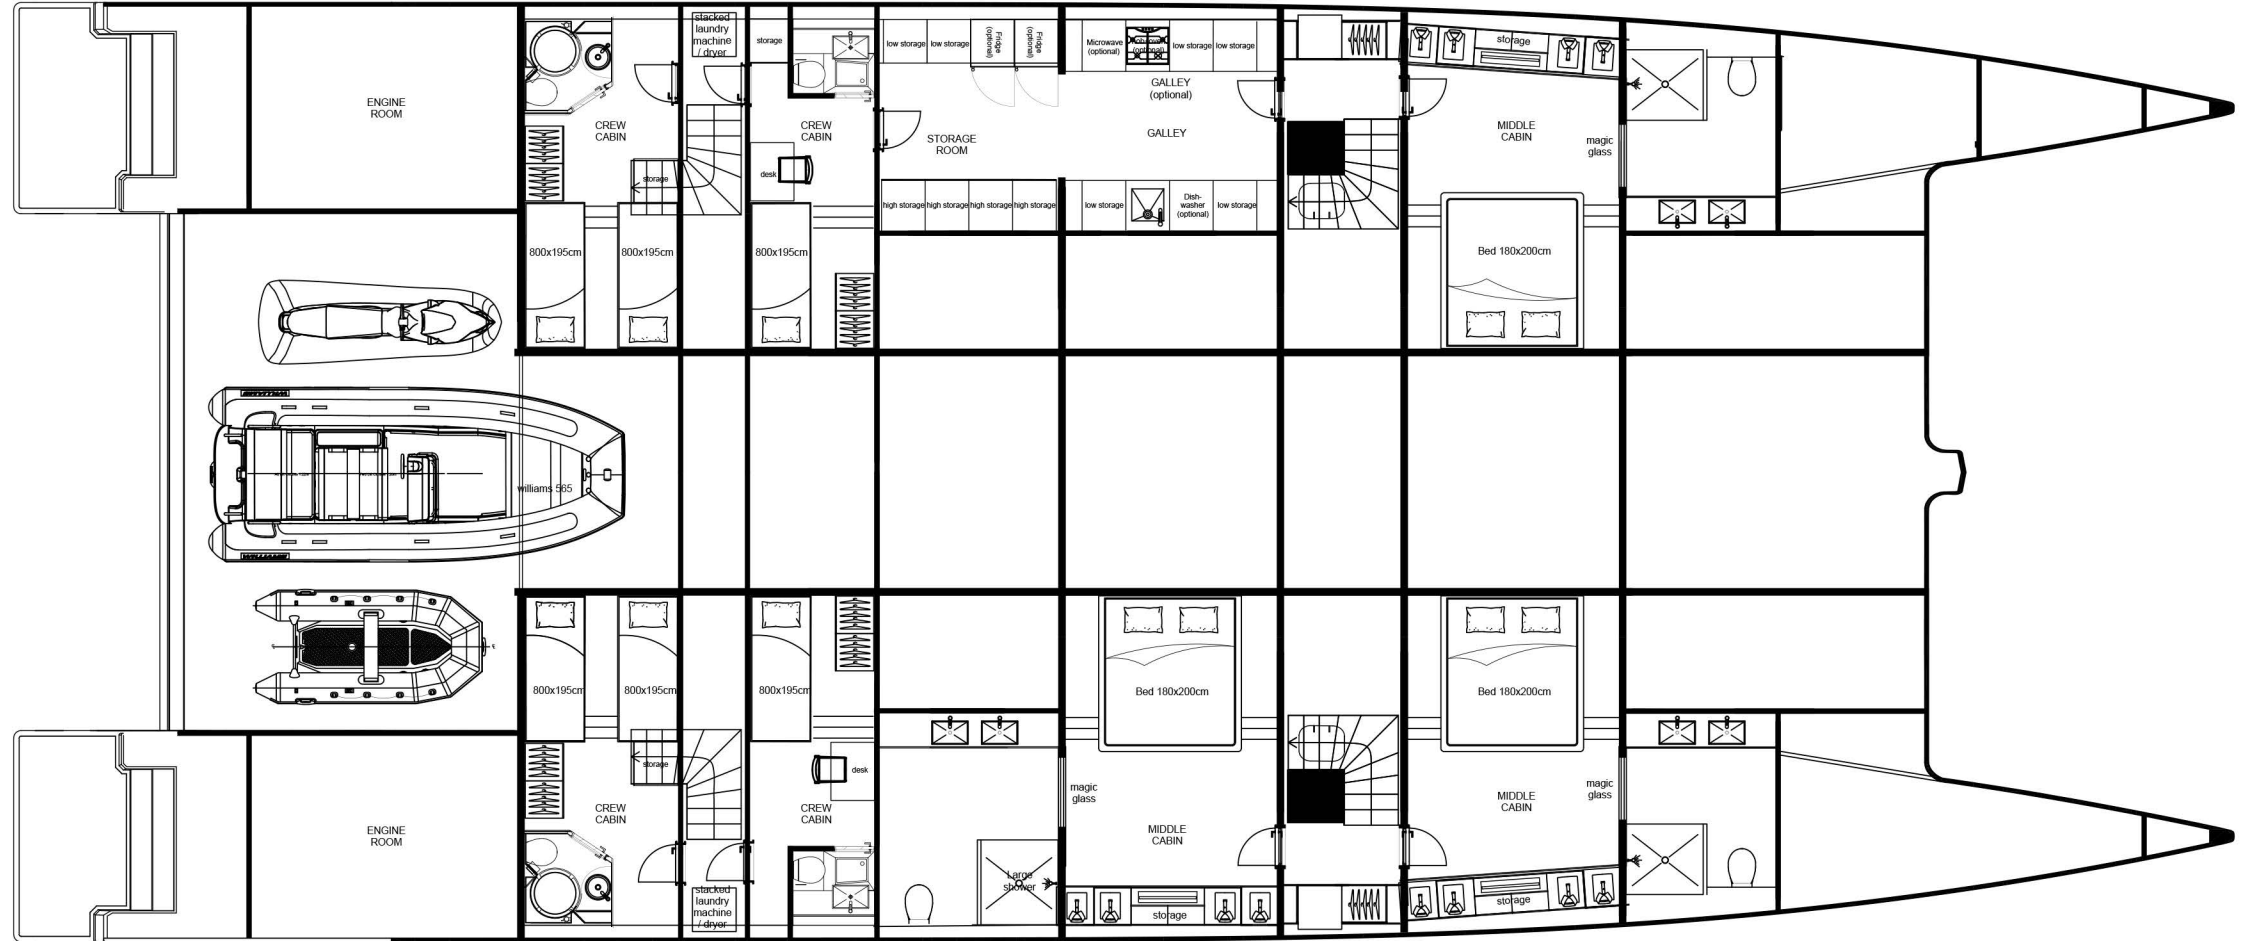 stacked
laundry
machine
/ dryer
storage
low storage
low storage
Fridge
(optional)
Fridge
(optional)
Microwave
(optional)
(optional)
low storage
low storage
storage
GALLEY
(optional)
ENGINE
ROOM
CREW
CABIN
CREW
CABIN
STORAGE
ROOM
GALLEY
MIDDLE
CABIN
magic
glass
storage
desk
high storage
high storage
high storage
high storage
low storage
Dish-
washer
(optional)
low storage
800x195cm
800x195cm
800x195cm
Bed 180x200cm
WILLIAMS
williams 565
WILLIAMS
800x195cm
800x195cm
800x195cm
Bed 180x200cm
Bed 180x200cm
storage
desk
magic
glass
magic
glass
CREW
CABIN
CREW
CABIN
MIDDLE
CABIN
ENGINE
ROOM
MIDDLE
CABIN
Large
shower
stacked
laundry
machine
/ dryer
storage
storage